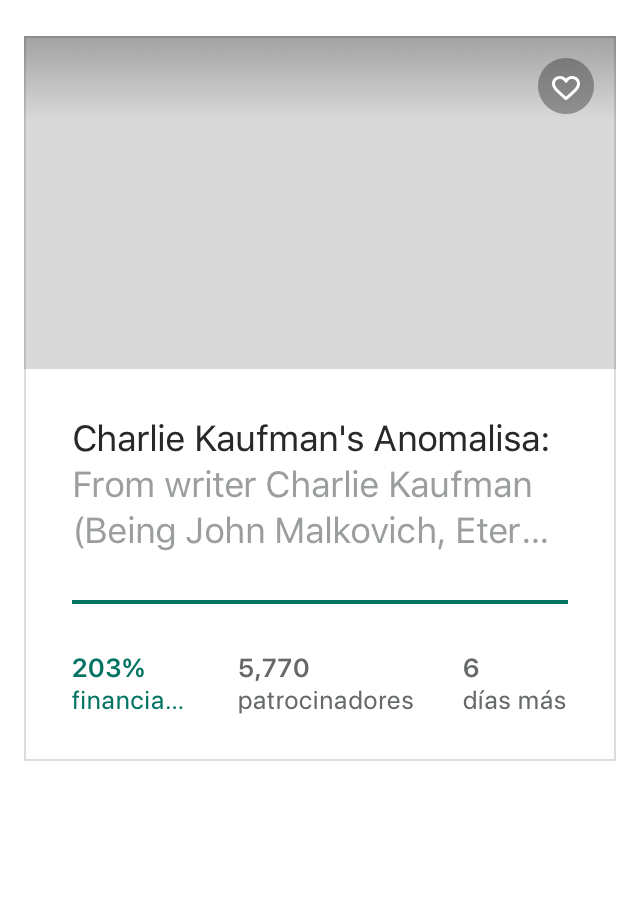 Charlie Kaufman's Anomalisa:
From writer Charlie Kaufman
(Being John Malkovich, Eter...
203% 5,770 6
financia... patrocinadores días más